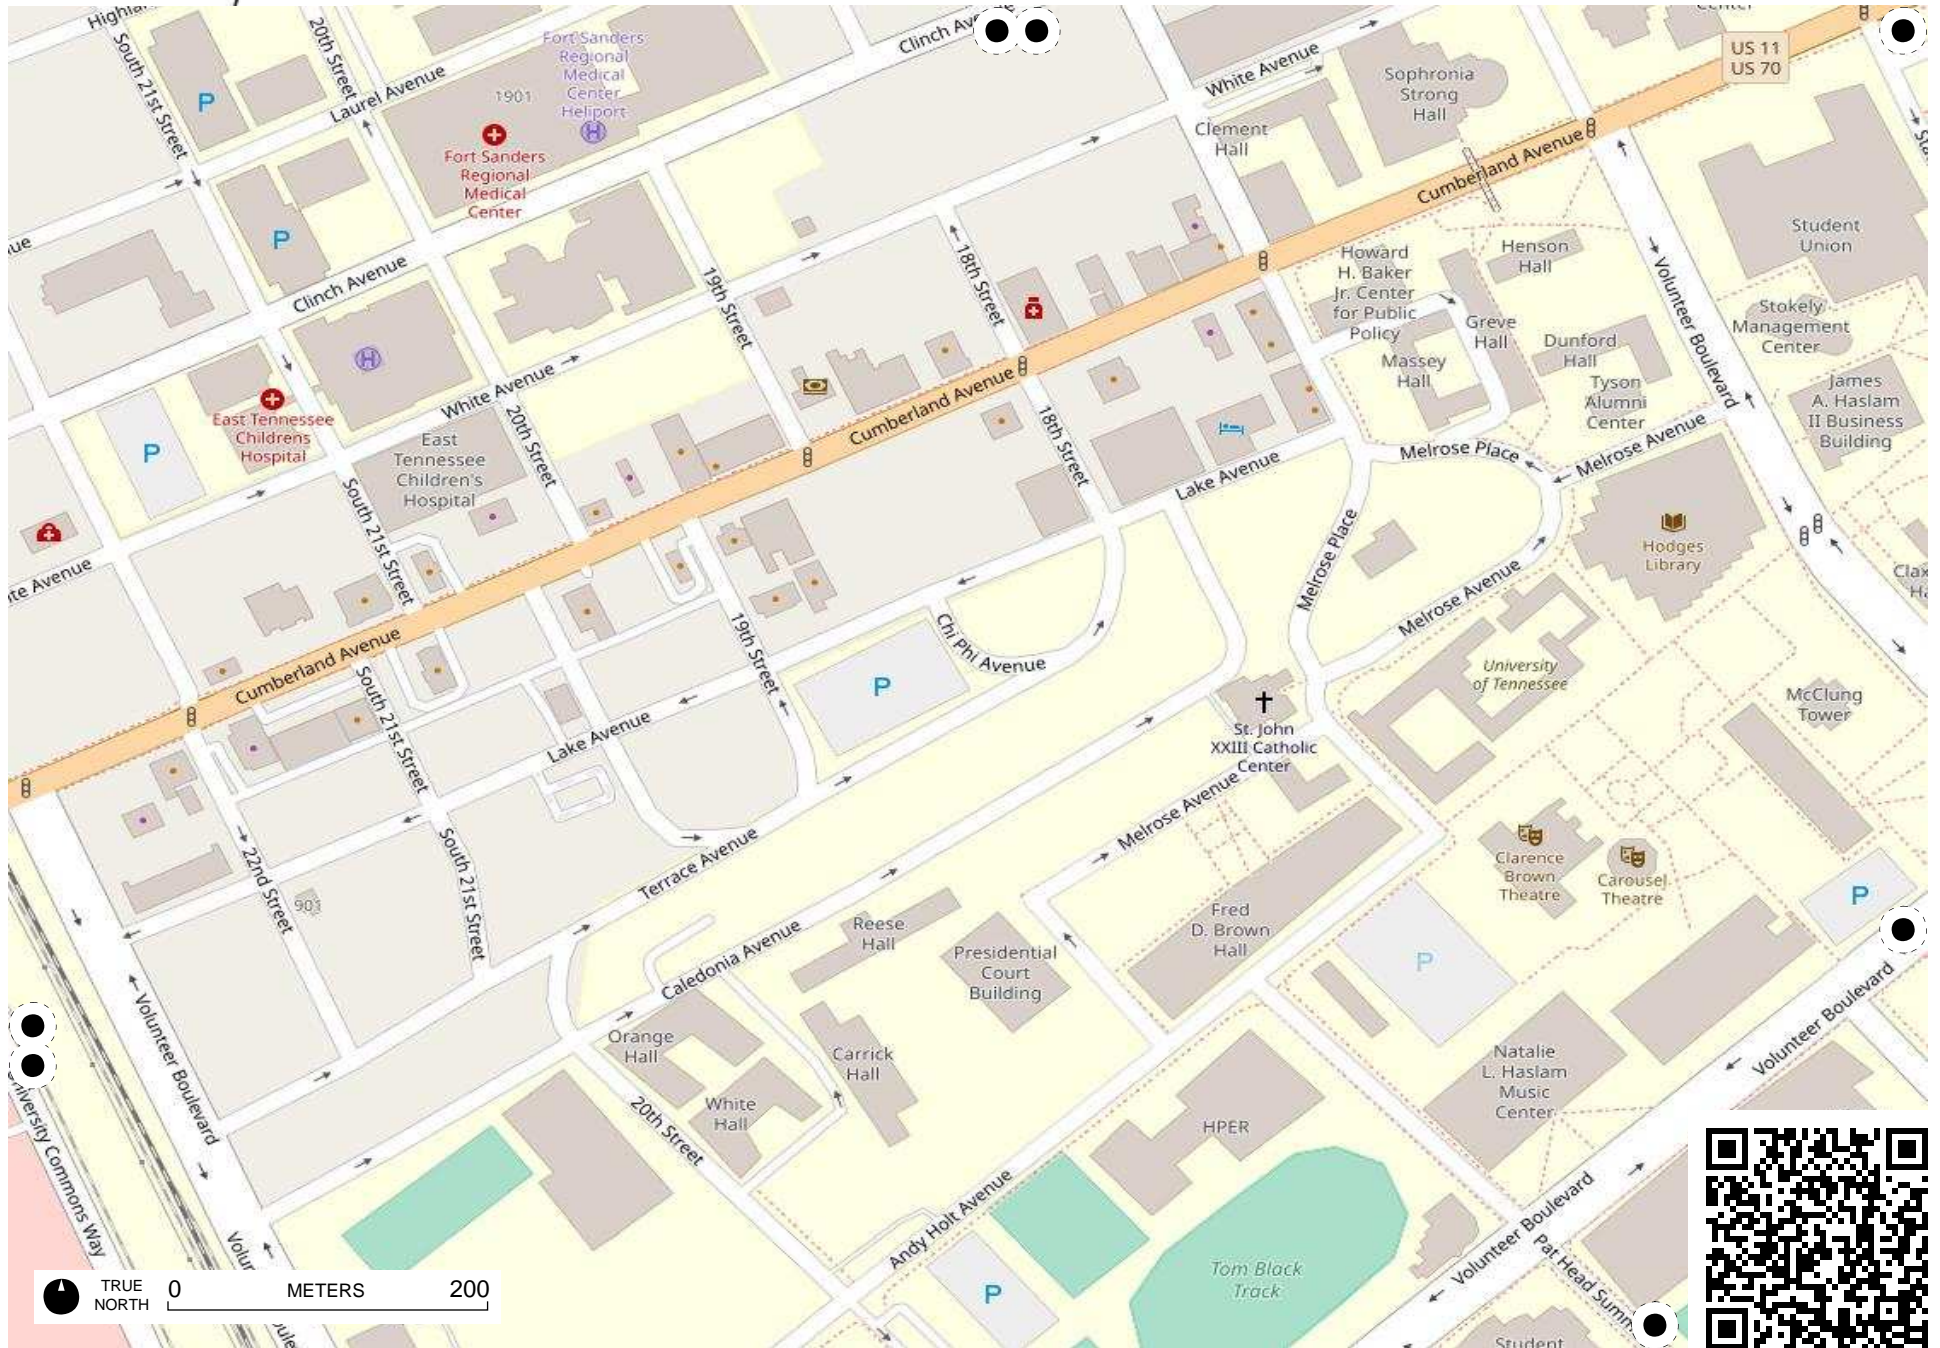 South 21st Street
20th Street
Laurel Avenue
1901
Fort Sanders
Regional
Medical
Center
Heliport
H
Fort Sanders
Regional
Medical
Center
Clinch Avenue
P
P
White Avenue
Sophronia
Strong
Hall
Clement
Hall
US 11
US 70
Cumberland Avenue
Student
Union
Stokely
Management
Center
James
A. Haslam
II Business
Building
Volunteer Boulevard
Henson
Hall
Howard
H. Baker
Jr. Center
for Public
Policy
Greve
Hall
Massey
Hall
Dunford
Hall
Tyson
Alumni
Center
18th Street
19th Street
H
East Tennessee
Childrens
Hospital
P
White Avenue
East
Tennessee
Children's
Hospital
20th Street
South 21st Street
Cumberland Avenue
18th Street
Lake Avenue
Melrose Place
Melrose Avenue
Hodges
Library
Melrose Place
Melrose Avenue
University
of Tennessee
McClung
Tower
Chi Phi Avenue
P
19th Street
Cumberland Avenue
South 21st Street
Lake Avenue
St. John
XXIII Catholic
Center
Melrose Avenue
Clarence
Brown
Theatre
Carousel
Theatre
P
P
Terrace Avenue
22nd Street
901
South 21st Street
Reese
Hall
Presidential
Court
Building
Fred
D. Brown
Hall
Caledonia Avenue
Orange
Hall
White
Hall
Carrick
Hall
20th Street
Volunteer Boulevard
HPER
Natalie
L. Haslam
Music
Center
Volunteer Boulevard
Andy Holt Avenue
P
Tom Black
Track
Volunteer Boulevard
Pat Head Summ
Student
TRUE
NORTH
0 METERS 200